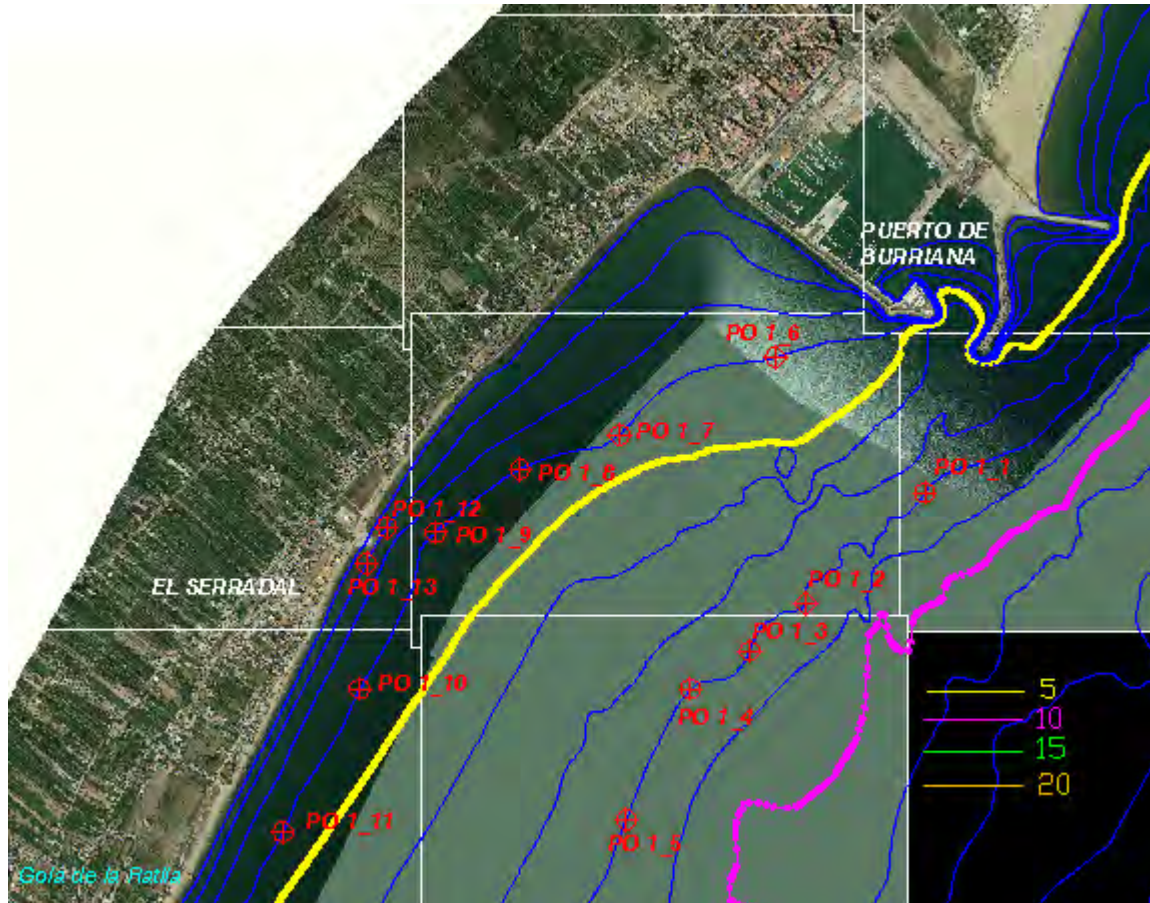 PUERTO DE
BURRIANA
PO 1_6
PO 1_7
PO 1_8
PO 1_1
PO 1_12
PO 1_9
PO 1_13
EL SERRADAL
PO 1_2
PO 1_3
PO 1_10
PO 1_4
5
10
15
20
PO 1_11
PO 1_5
Gola de la Ratlla